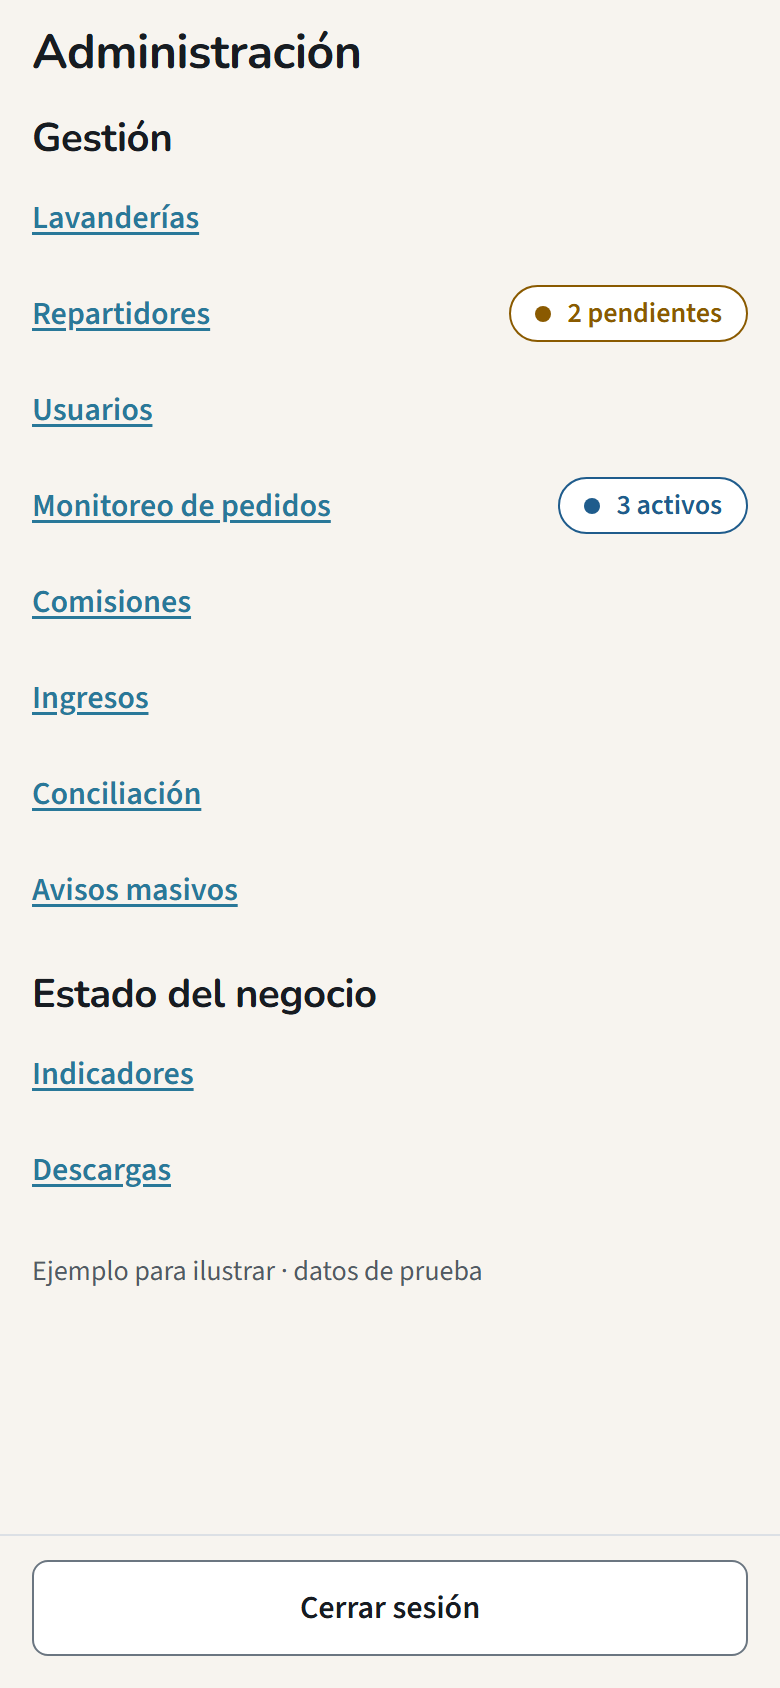 Administración
Gestión
Lavanderías
Repartidores
2 pendientes
Usuarios
Monitoreo de pedidos
3 activos
Comisiones
Ingresos
Conciliación
Avisos masivos
Estado del negocio
Indicadores
Descargas
Ejemplo para ilustrar · datos de prueba
Cerrar sesión